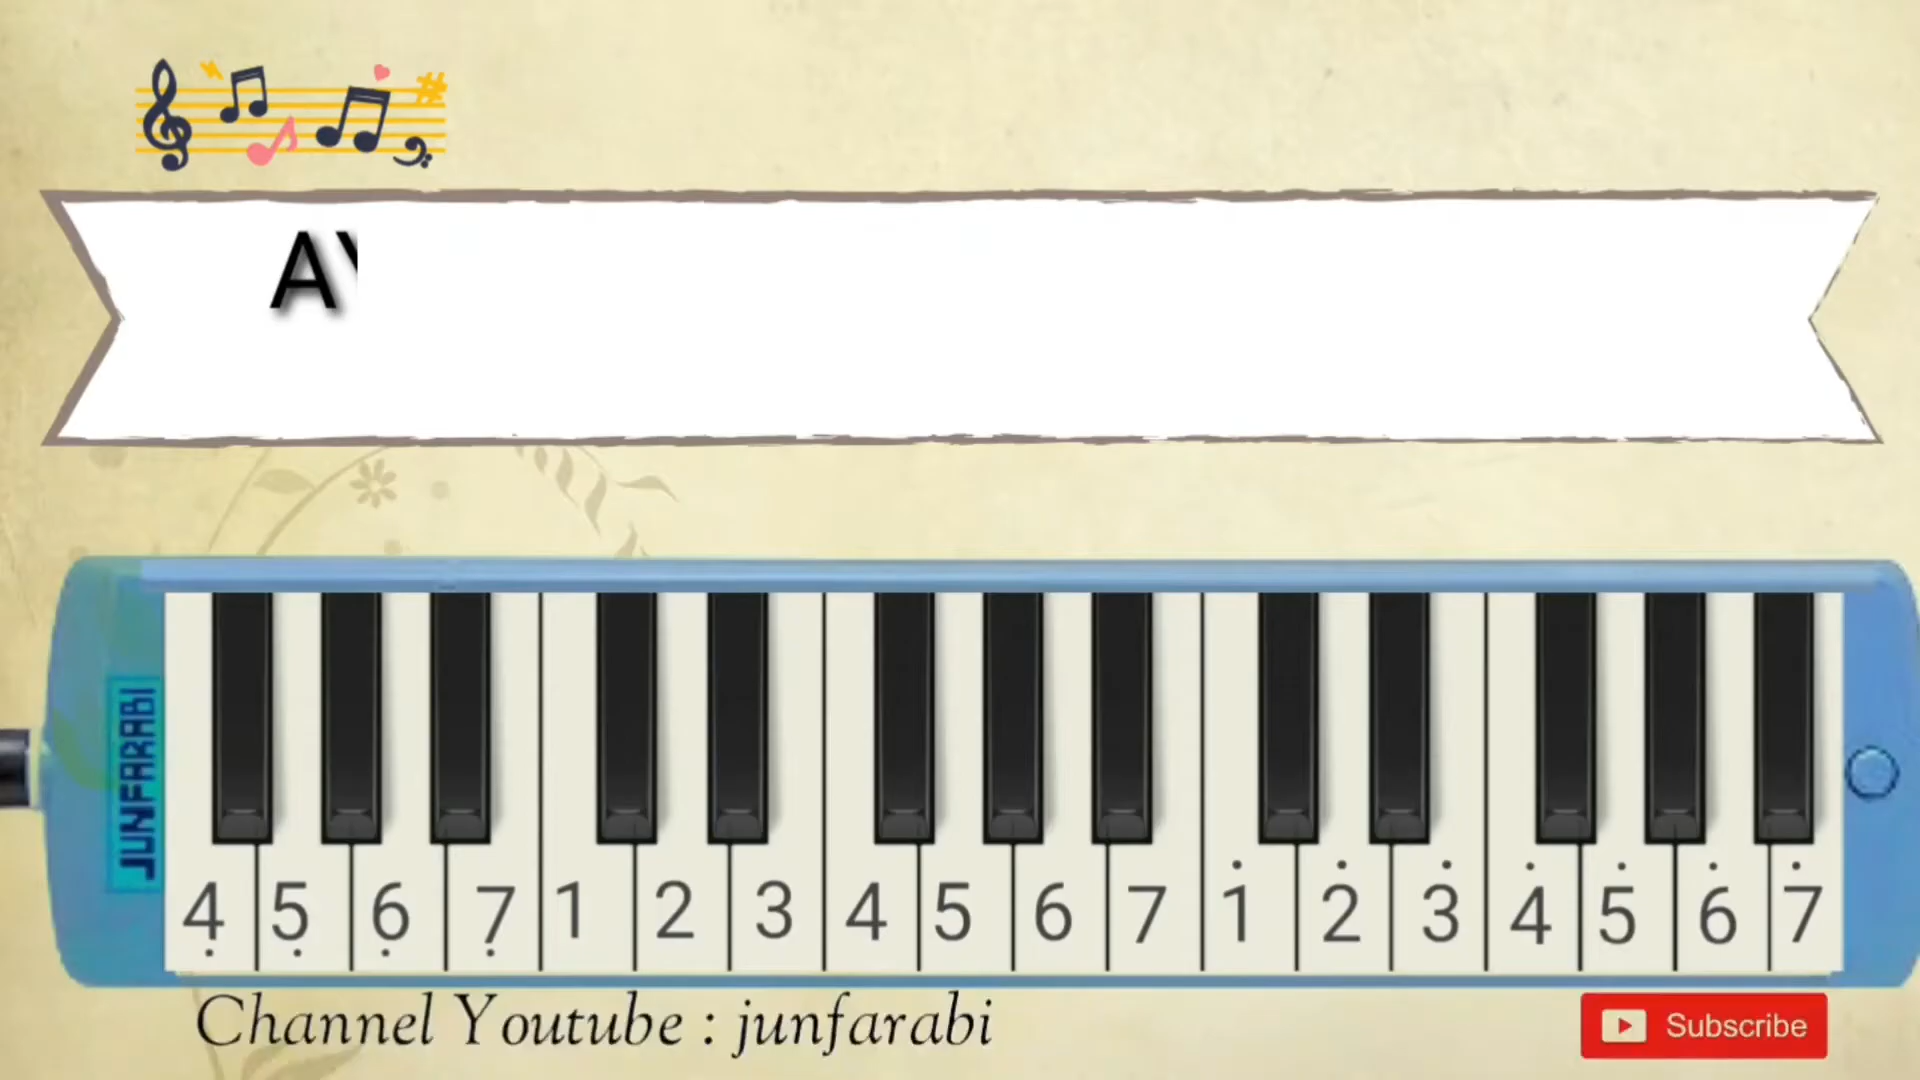 A
JUNFARABI
4̣ 5̣ 6̣ 7̣ 1 2 3 4 5 6 7 1̇ 2̇ 3̇ 4̇ 5̇ 6̇ 7̇
Channel Youtube : junfarabi
Subscribe